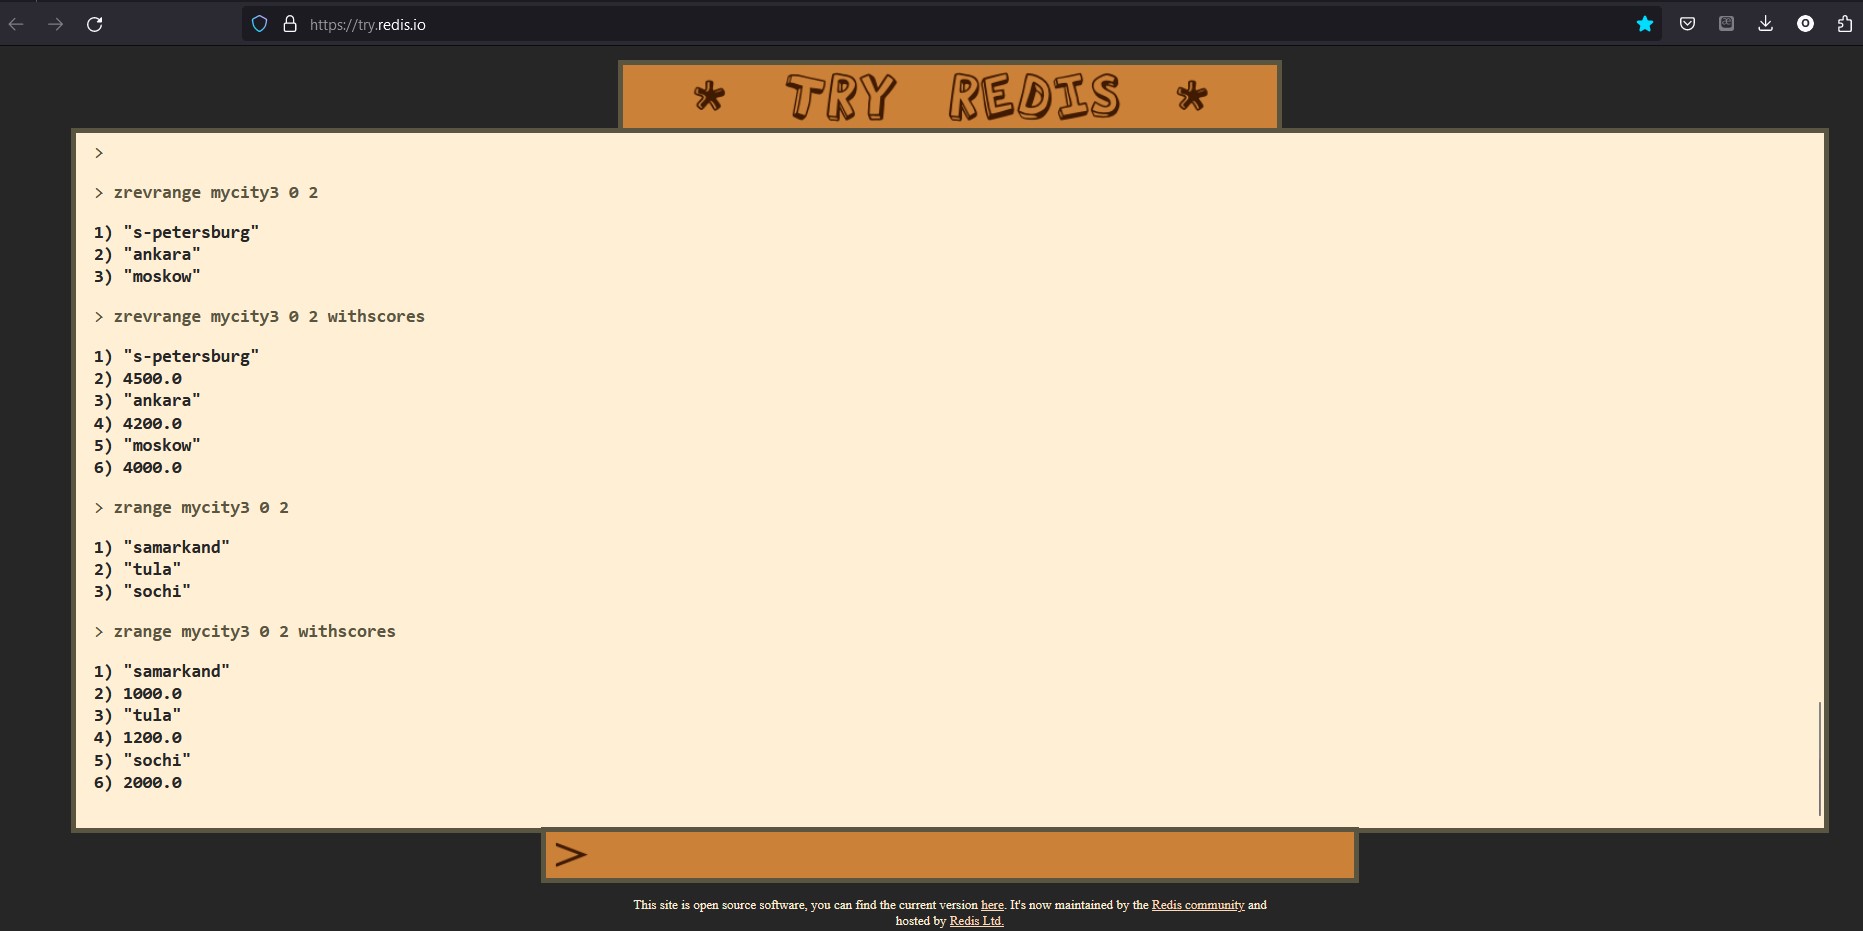 https://try.redis.io
* TRY REDIS *
>
> zrevrange mycity3 0 2
1) "s-petersburg"
2) "ankara"
3) "moskow"
> zrevrange mycity3 0 2 withscores
1) "s-petersburg"
2) 4500.0
3) "ankara"
4) 4200.0
5) "moskow"
6) 4000.0
> zrange mycity3 0 2
1) "samarkand"
2) "tula"
3) "sochi"
> zrange mycity3 0 2 withscores
1) "samarkand"
2) 1000.0
3) "tula"
4) 1200.0
5) "sochi"
6) 2000.0
>
This site is open source software, you can find the current version here. It's now maintained by the Redis community and
hosted by Redis Ltd.